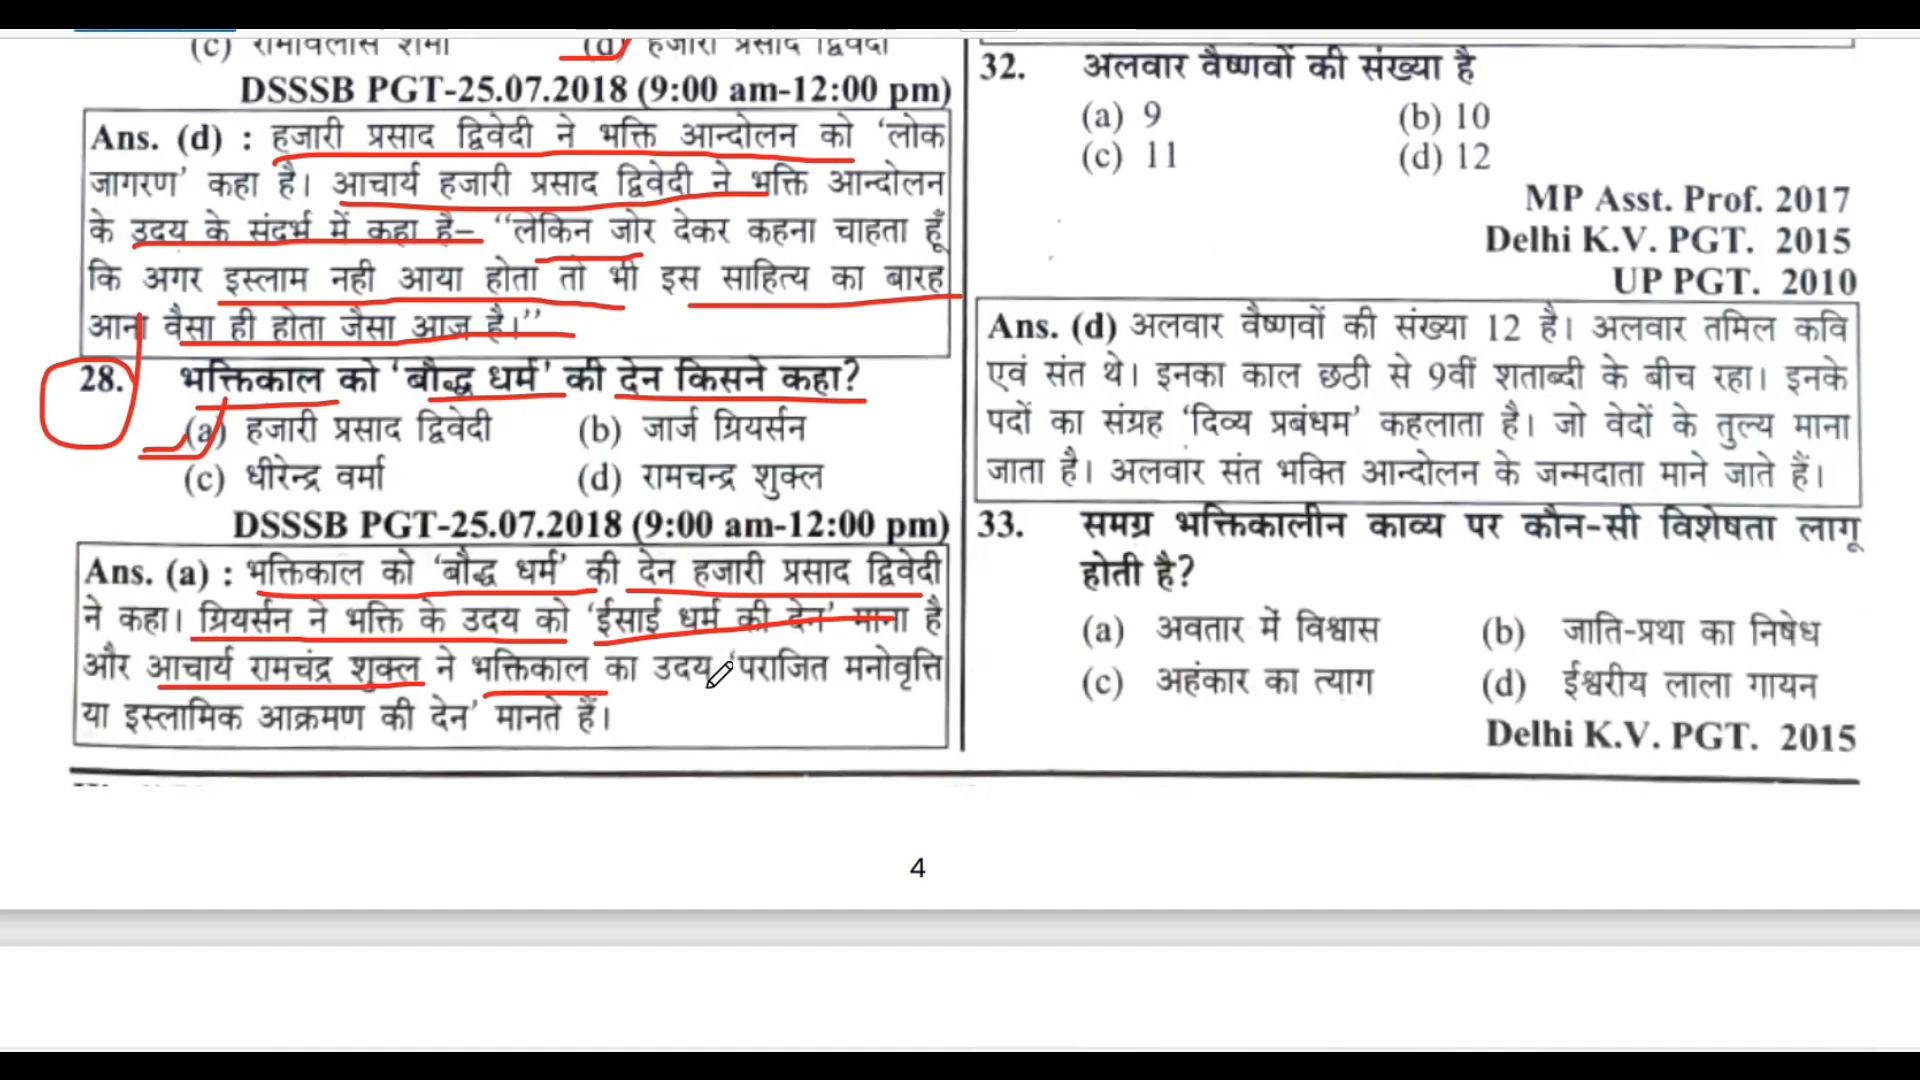 (c) रामविलास शर्मा (d) हजारी प्रसाद द्विवेदी
DSSSB PGT-25.07.2018 (9:00 am-12:00 pm)
Ans. (d) : हजारी प्रसाद द्विवेदी ने भक्ति आन्दोलन को ‘लोक
जागरण’ कहा है। आचार्य हजारी प्रसाद द्विवेदी ने भक्ति आन्दोलन
के उदय के संदर्भ में कहा है– ‘‘लेकिन जोर देकर कहना चाहता हूँ
कि अगर इस्लाम नही आया होता तो भी इस साहित्य का बारह
आना वैसा ही होता जैसा आज है।’’
28. भक्तिकाल को ‘बौद्ध धर्म’ की देन किसने कहा?
(a) हजारी प्रसाद द्विवेदी (b) जार्ज ग्रियर्सन
(c) धीरेन्द्र वर्मा (d) रामचन्द्र शुक्ल
DSSSB PGT-25.07.2018 (9:00 am-12:00 pm)
Ans. (a) : भक्तिकाल को ‘बौद्ध धर्म’ की देन हजारी प्रसाद द्विवेदी
ने कहा। ग्रियर्सन ने भक्ति के उदय को ‘ईसाई धर्म की देन’ माना है
और आचार्य रामचंद्र शुक्ल ने भक्तिकाल का उदय ‘पराजित मनोवृत्ति
या इस्लामिक आक्रमण की देन’ मानते हैं।
32. अलवार वैष्णवों की संख्या है
(a) 9 (b) 10
(c) 11 (d) 12
MP Asst. Prof. 2017
Delhi K.V. PGT. 2015
UP PGT. 2010
Ans. (d) अलवार वैष्णवों की संख्या 12 है। अलवार तमिल कवि
एवं संत थे। इनका काल छठी से 9वीं शताब्दी के बीच रहा। इनके
पदों का संग्रह ‘दिव्य प्रबंधम’ कहलाता है। जो वेदों के तुल्य माना
जाता है। अलवार संत भक्ति आन्दोलन के जन्मदाता माने जाते हैं।
33. समग्र भक्तिकालीन काव्य पर कौन-सी विशेषता लागू
होती है?
(a) अवतार में विश्वास (b) जाति-प्रथा का निषेध
(c) अहंकार का त्याग (d) ईश्वरीय लाला गायन
Delhi K.V. PGT. 2015
4